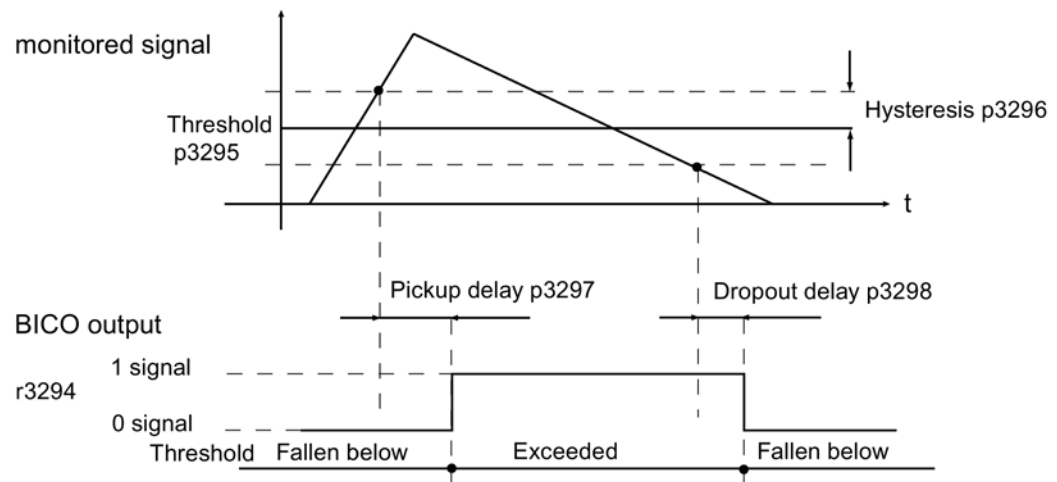 monitored signal
Hysteresis p3296
Threshold
p3295
t
Pickup delay p3297
Dropout delay p3298
BICO output
1 signal
r3294
0 signal
Threshold Fallen below Exceeded Fallen below